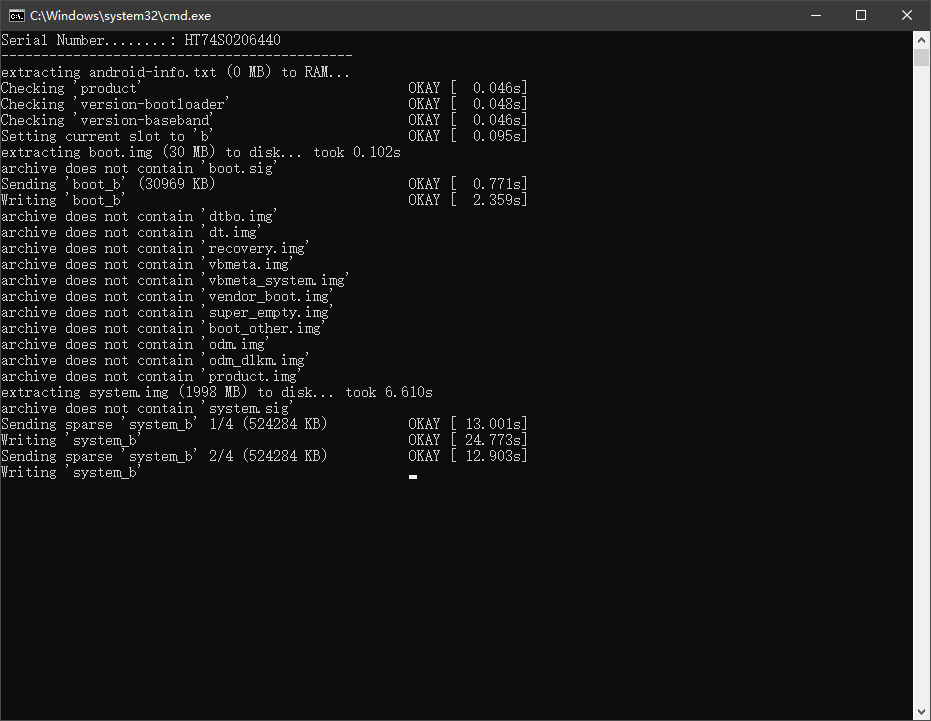 C:\Windows\system32\cmd.exe
Serial Number........: HT74S0206440
--------------------------------------------
extracting android-info.txt (0 MB) to RAM...
Checking 'product'                                 OKAY [  0.046s]
Checking 'version-bootloader'                      OKAY [  0.048s]
Checking 'version-baseband'                        OKAY [  0.046s]
Setting current slot to 'b'                        OKAY [  0.095s]
extracting boot.img (30 MB) to disk... took 0.102s
archive does not contain 'boot.sig'
Sending 'boot_b' (30969 KB)                        OKAY [  0.771s]
Writing 'boot_b'                                   OKAY [  2.359s]
archive does not contain 'dtbo.img'
archive does not contain 'dt.img'
archive does not contain 'recovery.img'
archive does not contain 'vbmeta.img'
archive does not contain 'vbmeta_system.img'
archive does not contain 'vendor_boot.img'
archive does not contain 'super_empty.img'
archive does not contain 'boot_other.img'
archive does not contain 'odm.img'
archive does not contain 'odm_dlkm.img'
archive does not contain 'product.img'
extracting system.img (1998 MB) to disk... took 6.610s
archive does not contain 'system.sig'
Sending sparse 'system_b' 1/4 (524284 KB)          OKAY [ 13.001s]
Writing 'system_b'                                 OKAY [ 24.773s]
Sending sparse 'system_b' 2/4 (524284 KB)          OKAY [ 12.903s]
Writing 'system_b'